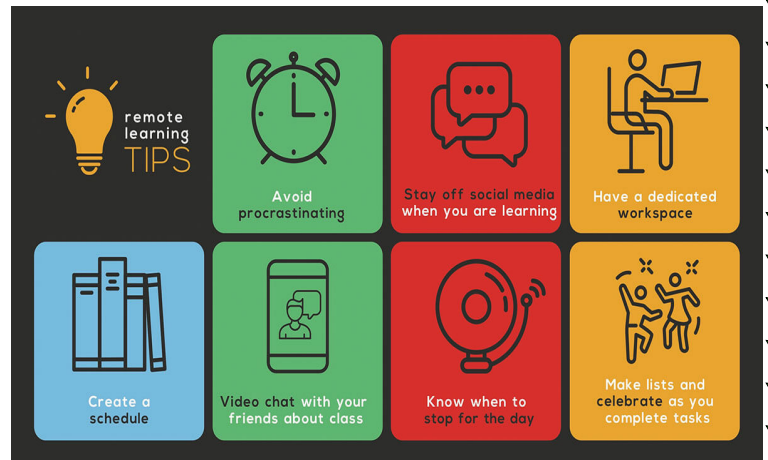 remote
learning
TIPS
Avoid
procrastinating
Stay off social media
when you are learning
Have a dedicated
workspace
Create a
schedule
Video chat with your
friends about class
Know when to
stop for the day
Make lists and
celebrate as you
complete tasks